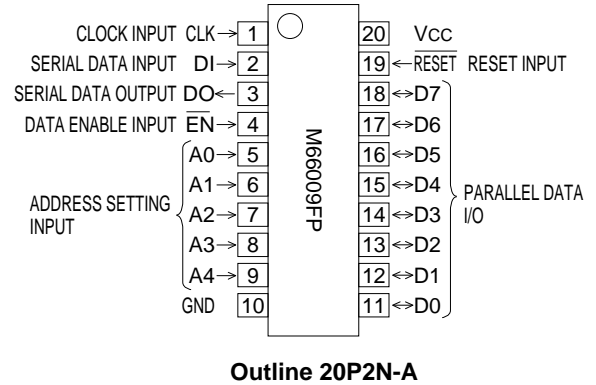 CLOCK INPUT CLK→ 1 20 Vcc
SERIAL DATA INPUT DI→ 2 19 ←R̅E̅S̅E̅T̅ RESET INPUT
SERIAL DATA OUTPUT DO← 3 18 ↔D7
DATA ENABLE INPUT E̅N̅→ 4 17 ↔D6
A0→ 5 16 ↔D5
A1→ 6 15 ↔D4
ADDRESS SETTING
INPUT
A2→ 7 14 ↔D3
PARALLEL DATA
I/O
A3→ 8 13 ↔D2
A4→ 9 12 ↔D1
GND 10 11 ↔D0
M66009FP
Outline 20P2N-A